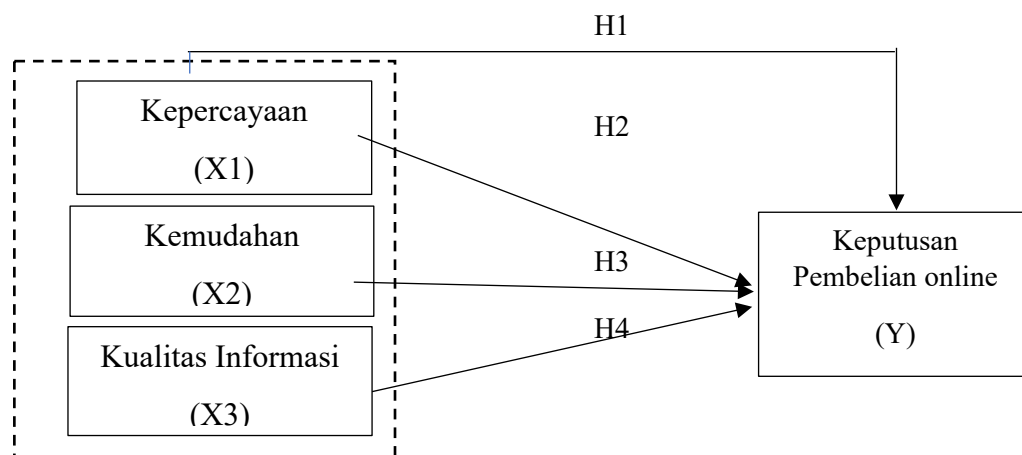 H1
Kepercayaan
(X1)
H2
Kemudahan
(X2)
H3
Keputusan
Pembelian online
(Y)
Kualitas Informasi
(X3)
H4